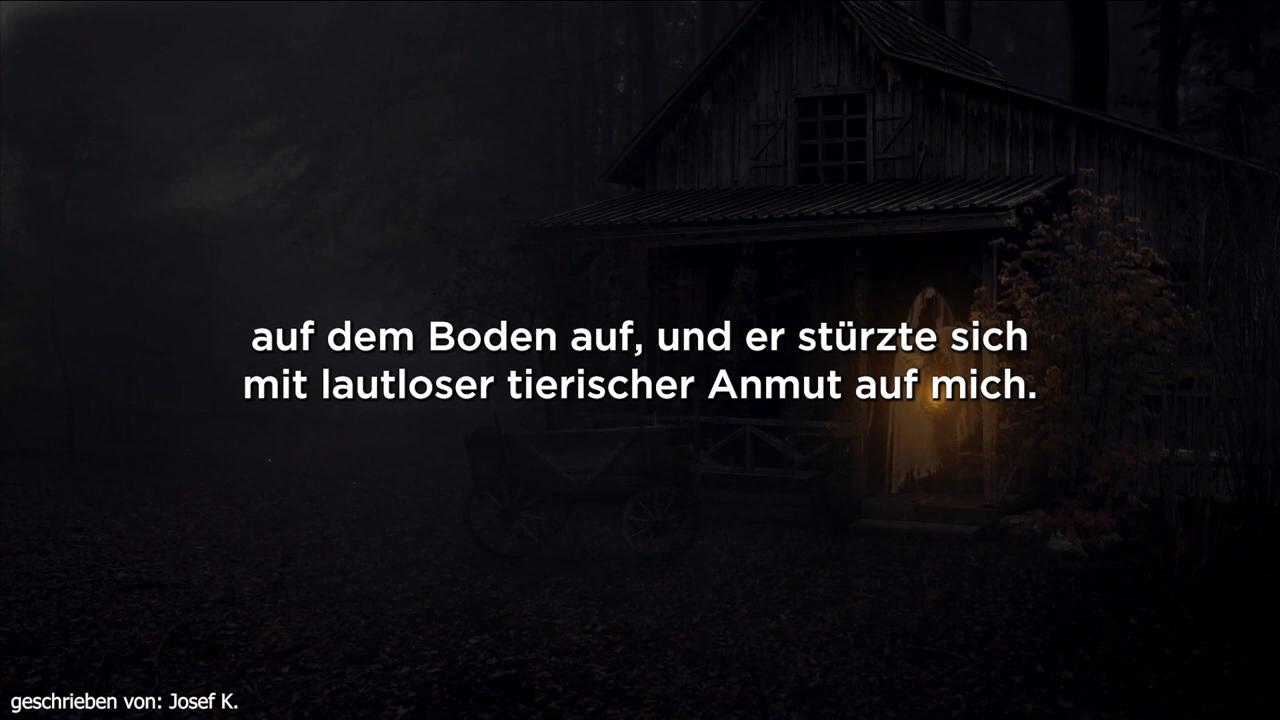 auf dem Boden auf, und er stürzte sich
mit lautloser tierischer Anmut auf mich.
geschrieben von: Josef K.